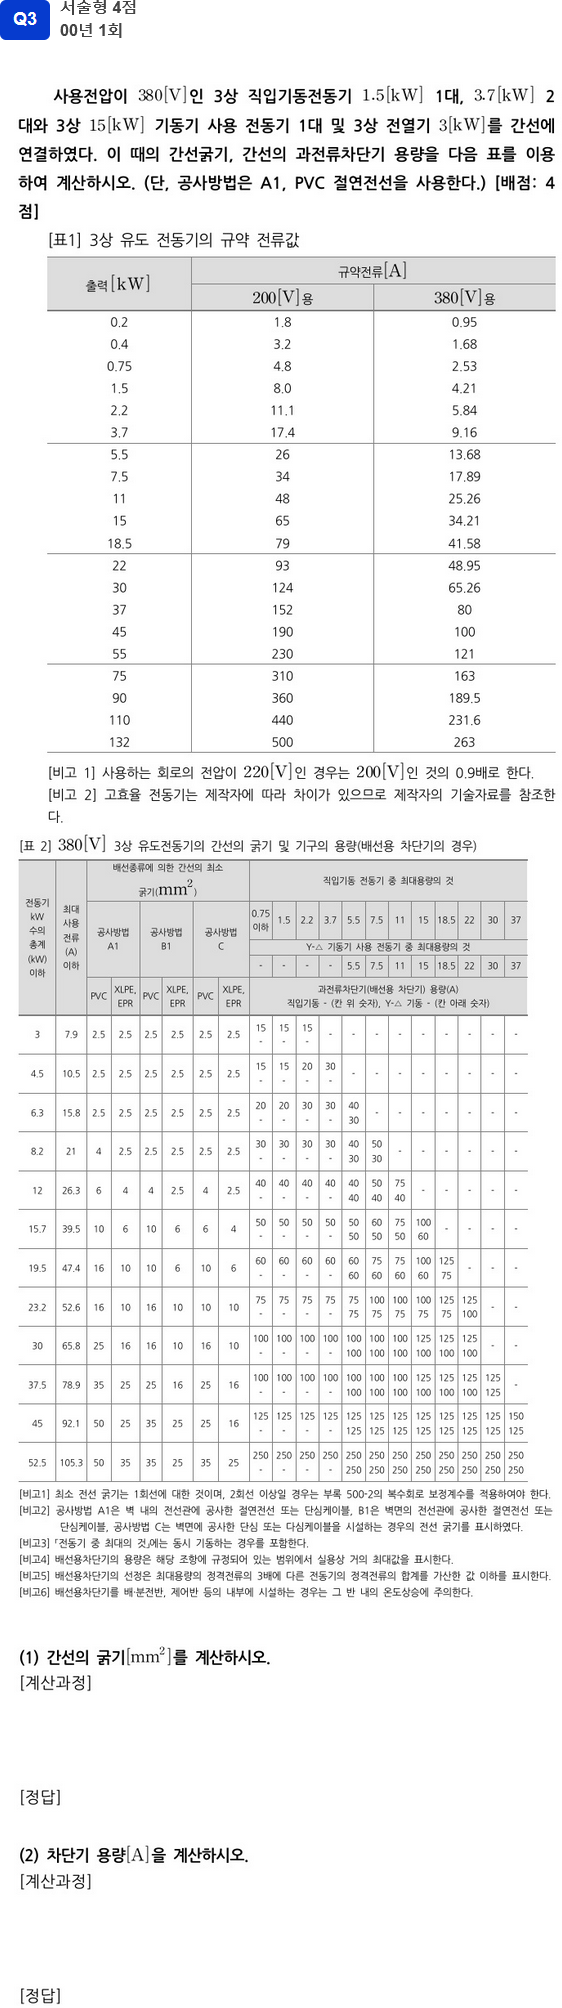 Q3
서술형 4점
00년 1회
사용전압이 380[V]인 3상 직입기동전동기 1.5[kW] 1대, 3.7[kW] 2
대와 3상 15[kW] 기동기 사용 전동기 1대 및 3상 전열기 3[kW]를 간선에
연결하였다. 이 때의 간선굵기, 간선의 과전류차단기 용량을 다음 표를 이용
하여 계산하시오. (단, 공사방법은 A1, PVC 절연전선을 사용한다.) [배점: 4
점]
[표1] 3상 유도 전동기의 규약 전류값
출력[kW] 규약전류[A]
200[V]용 380[V]용
0.2 1.8 0.95
0.4 3.2 1.68
0.75 4.8 2.53
1.5 8.0 4.21
2.2 11.1 5.84
3.7 17.4 9.16
5.5 26 13.68
7.5 34 17.89
11 48 25.26
15 65 34.21
18.5 79 41.58
22 93 48.95
30 124 65.26
37 152 80
45 190 100
55 230 121
75 310 163
90 360 189.5
110 440 231.6
132 500 263
[비고 1] 사용하는 회로의 전압이 220[V]인 경우는 200[V]인 것의 0.9배로 한다.
[비고 2] 고효율 전동기는 제작자에 따라 차이가 있으므로 제작자의 기술자료를 참조한
다.
[표 2] 380[V] 3상 유도전동기의 간선의 굵기 및 기구의 용량(배선용 차단기의 경우)
전동기
kW
수의
총계
(kW)
이하
최대
사용
전류
(A)
이하
배선종류에 의한 간선의 최소
굵기(mm²)
직입기동 전동기 중 최대용량의 것
공사방법
A1
공사방법
B1
공사방법
C
0.75
이하
1.5 2.2 3.7 5.5 7.5 11 15 18.5 22 30 37
Y-△ 기동기 사용 전동기 중 최대용량의 것
- - - - 5.5 7.5 11 15 18.5 22 30 37
PVC XLPE, EPR PVC XLPE, EPR PVC XLPE, EPR
과전류차단기(배선용 차단기) 용량(A)
직입기동 - (칸 위 숫자), Y-△ 기동 - (칸 아래 숫자)
3 7.9 2.5 2.5 2.5 2.5 2.5 2.5 15 15 15 - - - - - - - - -
- - -
4.5 10.5 2.5 2.5 2.5 2.5 2.5 2.5 15 15 20 30 - - - - - - - -
- - - -
6.3 15.8 2.5 2.5 2.5 2.5 2.5 2.5 20 20 30 30 40 - - - - - - -
- - - - 30
8.2 21 4 2.5 2.5 2.5 2.5 2.5 30 30 30 30 40 50 - - - - - -
- - - - 30 30
12 26.3 6 4 4 2.5 4 2.5 40 40 40 40 40 50 75 - - - - -
- - - - 40 40 40
15.7 39.5 10 6 10 6 6 4 50 50 50 50 50 60 75 100 - - - -
- - - - 50 50 50 60
19.5 47.4 16 10 10 6 10 6 60 60 60 60 60 75 75 100 125 - - -
- - - - 60 60 60 60 75
23.2 52.6 16 10 16 10 10 10 75 75 75 75 75 100 100 100 125 125 - -
- - - - 75 75 75 75 75 100
30 65.8 25 16 16 10 16 10 100 100 100 100 100 100 100 125 125 125 - -
- - - - 100 100 100 100 100 100
37.5 78.9 35 25 25 16 25 16 100 100 100 100 100 100 100 125 125 125 125 -
- - - - 100 100 100 100 100 100 125
45 92.1 50 25 35 25 25 16 125 125 125 125 125 125 125 125 125 125 125 150
- - - - 125 125 125 125 125 125 125 125
52.5 105.3 50 35 35 25 35 25 250 250 250 250 250 250 250 250 250 250 250 250
- - - - 250 250 250 250 250 250 250 250
[비고1] 최소 전선 굵기는 1회선에 대한 것이며, 2회선 이상일 경우는 부록 500-2의 복수회로 보정계수를 적용하여야 한다.
[비고2] 공사방법 A1은 벽 내의 전선관에 공사한 절연전선 또는 단심케이블, B1은 벽면의 전선관에 공사한 절연전선 또는
단심케이블, 공사방법 C는 벽면에 공사한 단심 또는 다심케이블을 시설하는 경우의 전선 굵기를 표시하였다.
[비고3] 「전동기 중 최대의 것」에는 동시 기동하는 경우를 포함한다.
[비고4] 배선용차단기의 용량은 해당 조항에 규정되어 있는 범위에서 실용상 거의 최대값을 표시한다.
[비고5] 배선용차단기의 선정은 최대용량의 정격전류의 3배에 다른 전동기의 정격전류의 합계를 가산한 값 이하를 표시한다.
[비고6] 배선용차단기를 배·분전반, 제어반 등의 내부에 시설하는 경우는 그 반 내의 온도상승에 주의한다.
(1) 간선의 굵기[mm²]를 계산하시오.
[계산과정]
[정답]
(2) 차단기 용량[A]을 계산하시오.
[계산과정]
[정답]